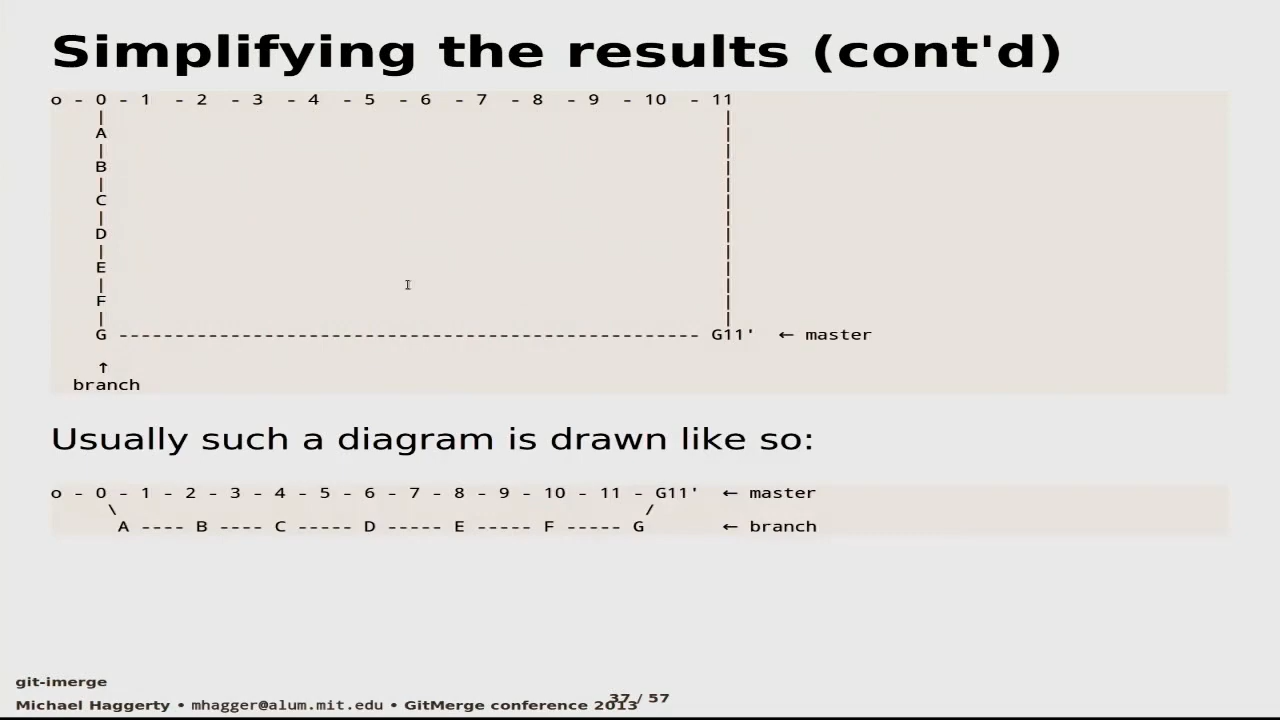 Simplifying the results (cont'd)
o - 0 - 1  - 2  - 3  - 4  - 5  - 6  - 7  - 8  - 9  - 10  - 11
    |                                                       |
    A                                                       |
    |                                                       |
    B                                                       |
    |                                                       |
    C                                                       |
    |                                                       |
    D                                                       |
    |                                                       |
    E                                                       |
    |                                                       |
    F                                                       |
    |                                                       |
    G ---------------------------------------------------- G11'  ← master
    ↑
  branch
Usually such a diagram is drawn like so:
o - 0 - 1 - 2 - 3 - 4 - 5 - 6 - 7 - 8 - 9 - 10 - 11 - G11'  ← master
     \                                               /
      A ---- B ---- C ----- D ----- E ----- F ----- G       ← branch
git-imerge
Michael Haggerty • mhagger@alum.mit.edu • GitMerge conference 2013
37 / 57